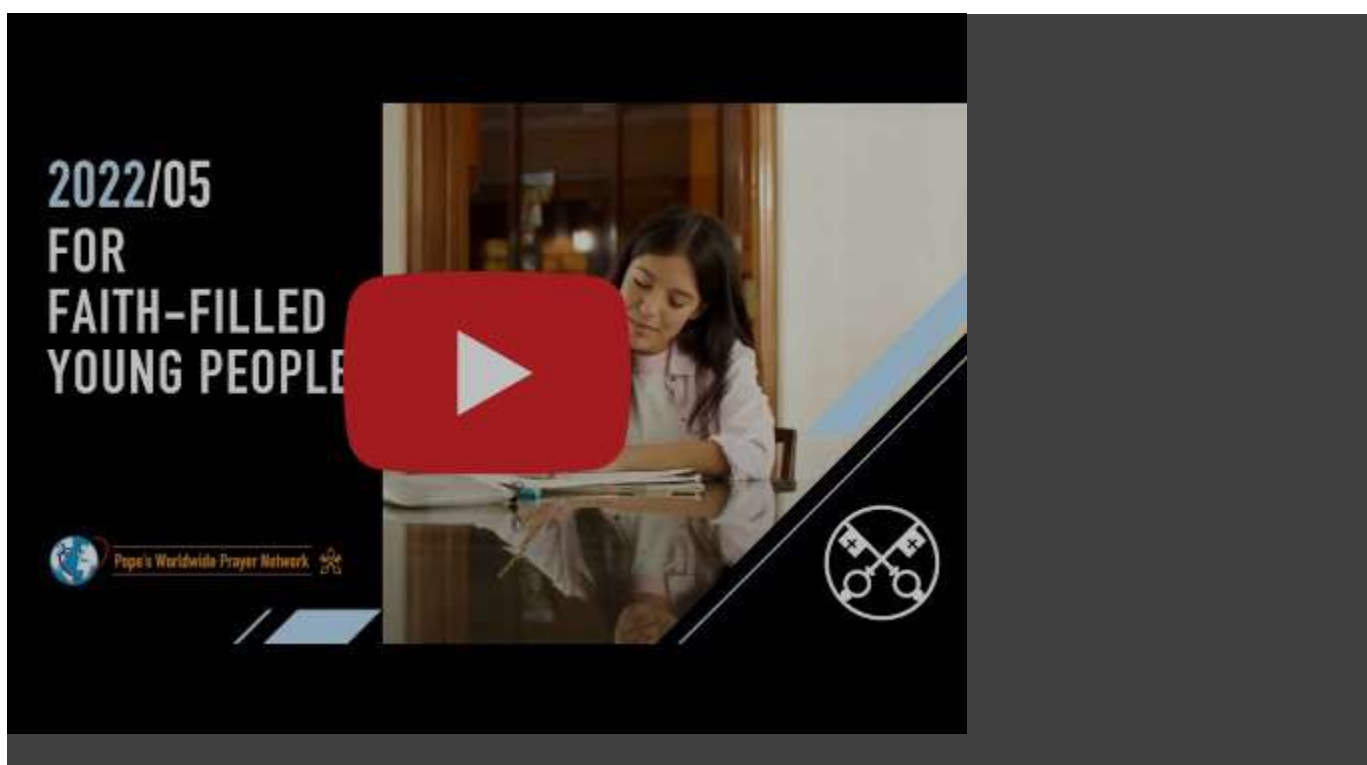 2022/05
FOR
FAITH-FILLED
YOUNG PEOPLE
Pope's Worldwide Prayer Network